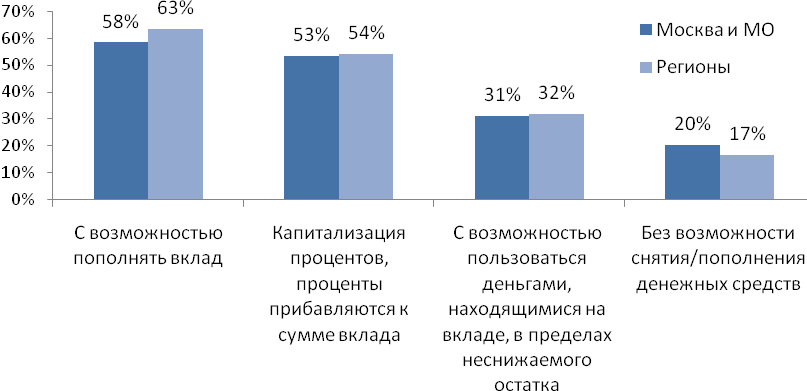 70%
60%
50%
40%
30%
20%
10%
0%
58%
63%
53%
54%
31%
32%
20%
17%
Москва и МО
Регионы
С возможностью
пополнять вклад
Капитализация
процентов,
проценты
прибавляются к
сумме вклада
С возможностью
пользоваться
деньгами,
находящимися на
вкладе, в пределах
неснижаемого
остатка
Без возможности
снятия/пополнения
денежных средств